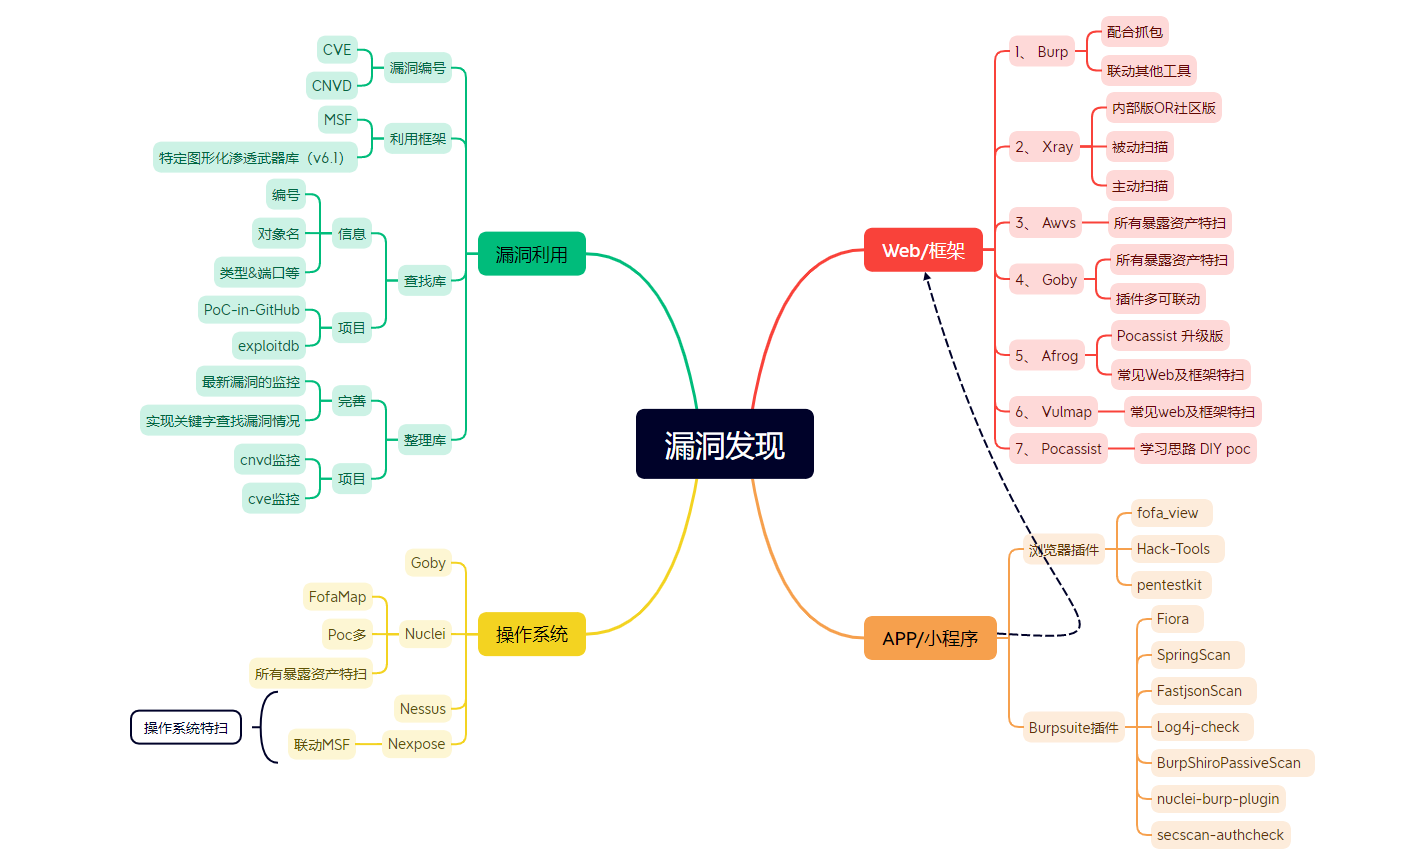 漏洞发现
漏洞利用
漏洞编号
CVE
CNVD
利用框架
MSF
特定图形化渗透武器库（v6.1）
查找库
信息
编号
对象名
类型&端口等
项目
PoC-in-GitHub
exploitdb
整理库
完善
最新漏洞的监控
实现关键字查找漏洞情况
项目
cnvd监控
cve监控
操作系统
Goby
Nuclei
FofaMap
Poc多
所有暴露资产特扫
Nessus
Nexpose
联动MSF
操作系统特扫
Web/框架
1、 Burp
配合抓包
联动其他工具
2、 Xray
内部版OR社区版
被动扫描
主动扫描
3、 Awvs
所有暴露资产特扫
4、 Goby
所有暴露资产特扫
插件多可联动
5、 Afrog
Pocassist 升级版
常见Web及框架特扫
6、 Vulmap
常见web及框架特扫
7、 Pocassist
学习思路 DIY poc
APP/小程序
浏览器插件
fofa_view
Hack-Tools
pentestkit
Burpsuite插件
Fiora
SpringScan
FastjsonScan
Log4j-check
BurpShiroPassiveScan
nuclei-burp-plugin
secscan-authcheck